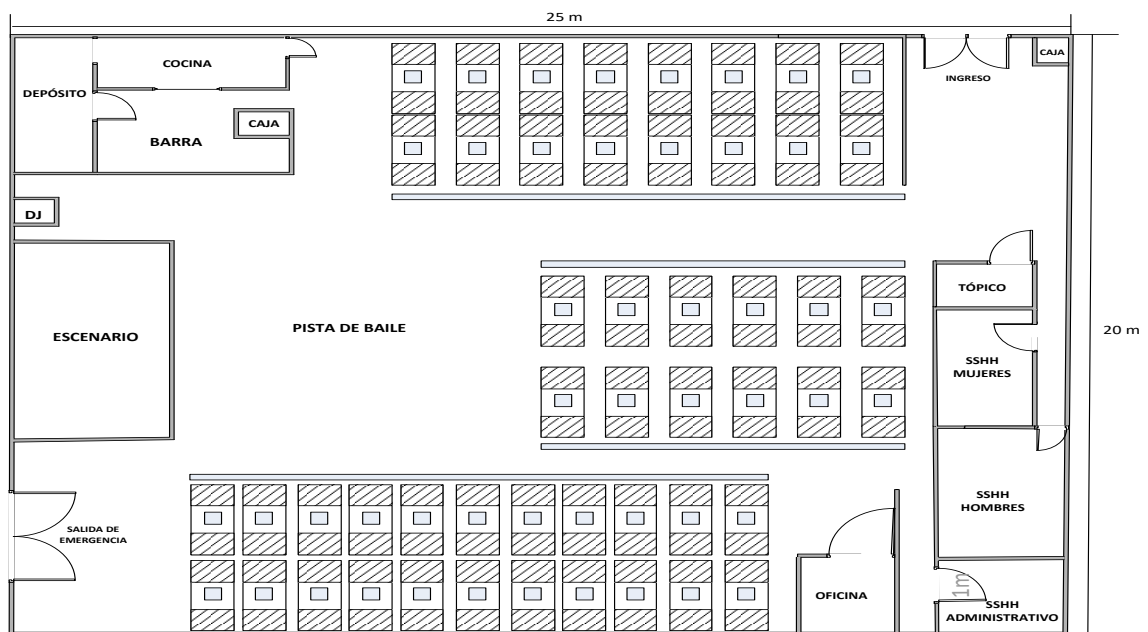 25 m
COCINA
CAJA
DEPÓSITO
INGRESO
CAJA
BARRA
DJ
TÓPICO
ESCENARIO
PISTA DE BAILE
20 m
SSHH
MUJERES
SSHH
HOMBRES
SALIDA DE
EMERGENCIA
OFICINA
1m
SSHH
ADMINISTRATIVO